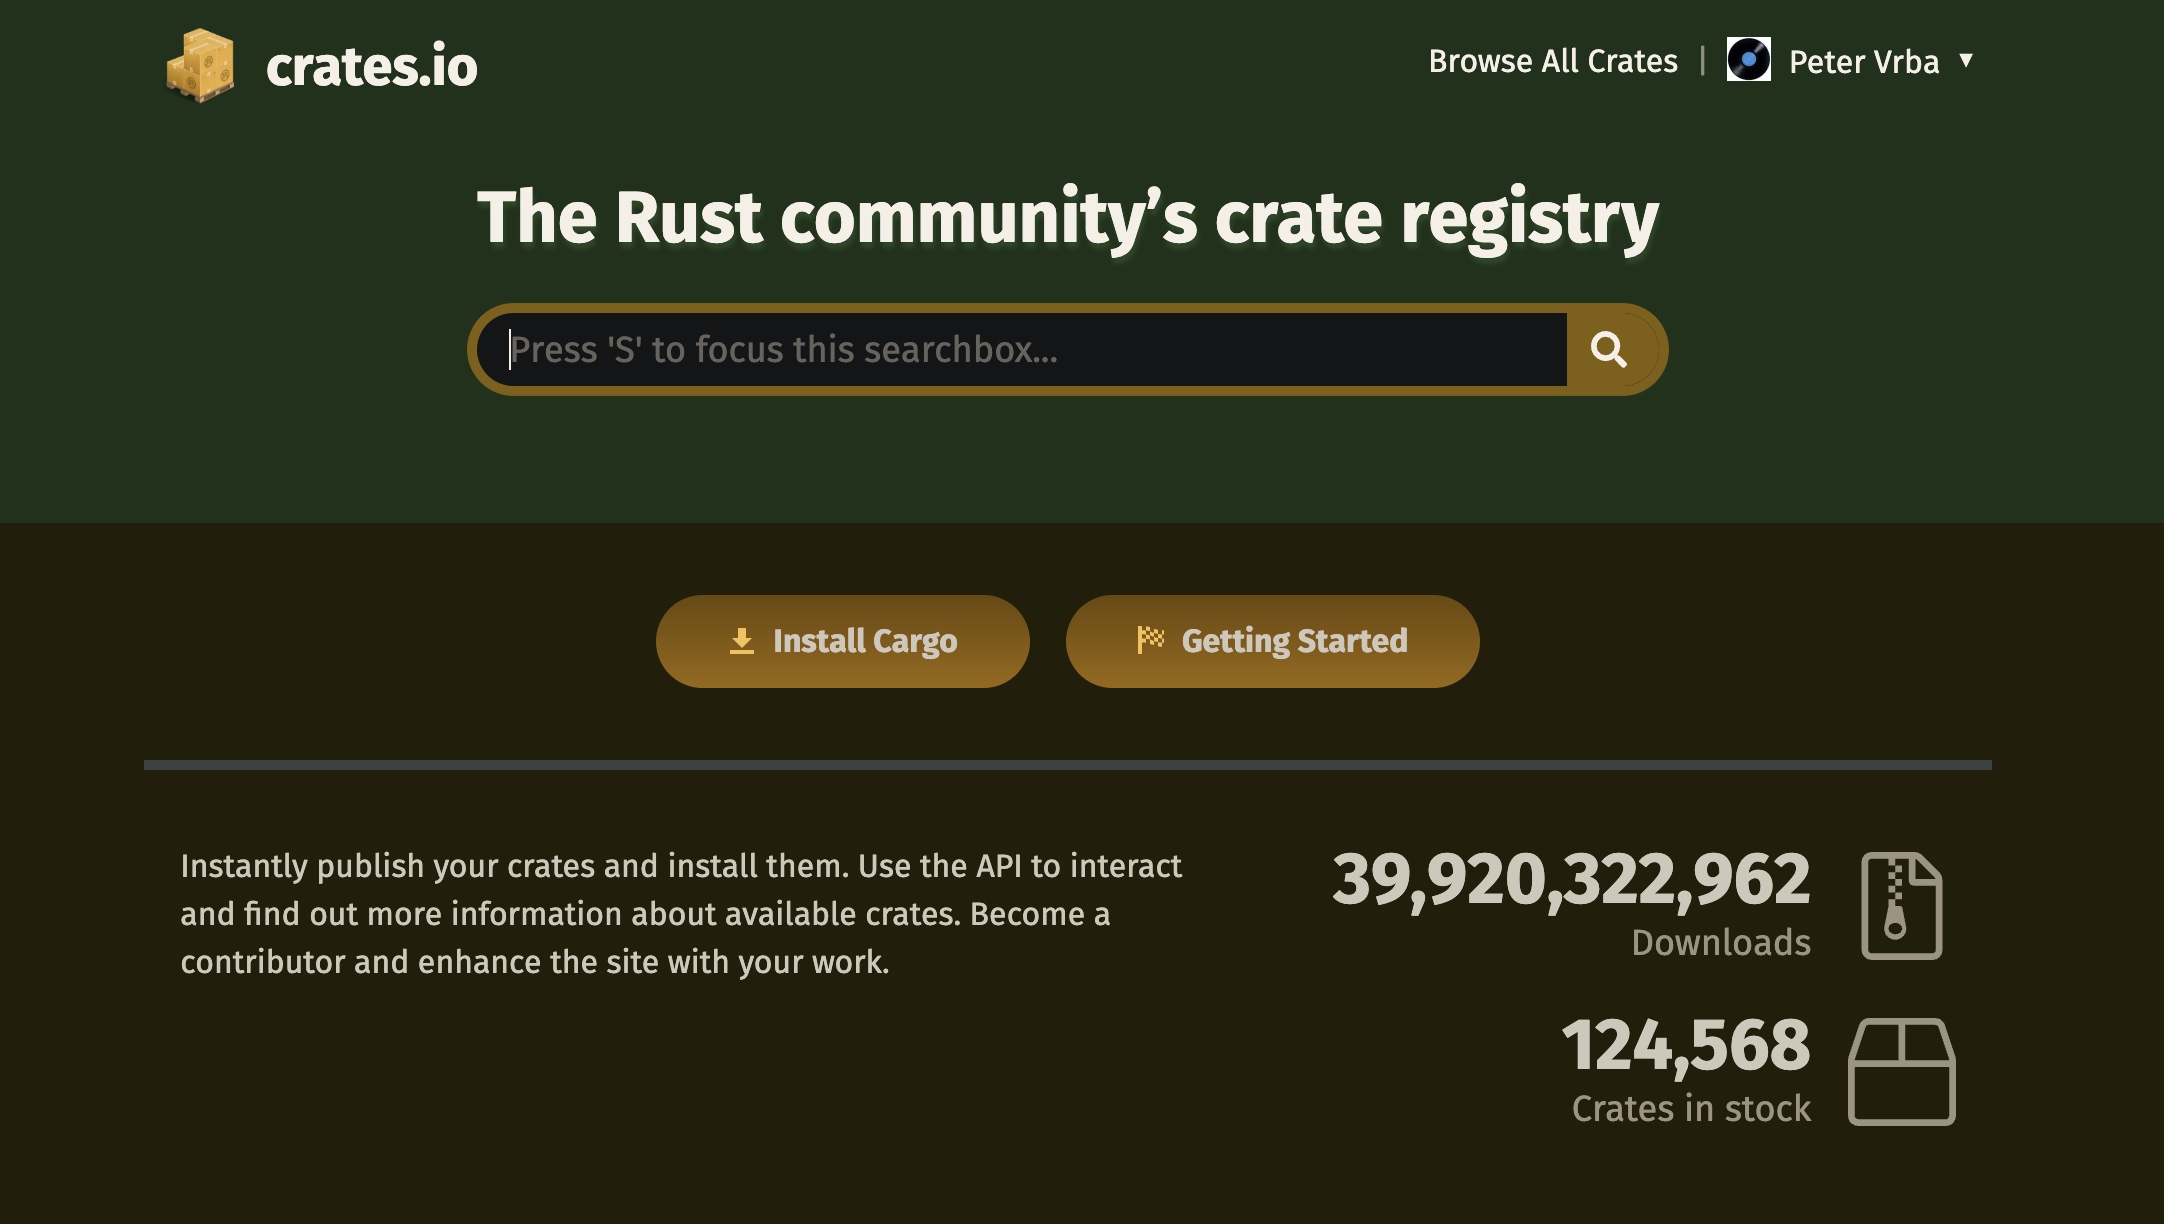 crates.io
Browse All Crates | Peter Vrba ▼
The Rust community’s crate registry
Press 'S' to focus this searchbox...
Install Cargo
Getting Started
Instantly publish your crates and install them. Use the API to interact
and find out more information about available crates. Become a
contributor and enhance the site with your work.
39,920,322,962
Downloads
124,568
Crates in stock